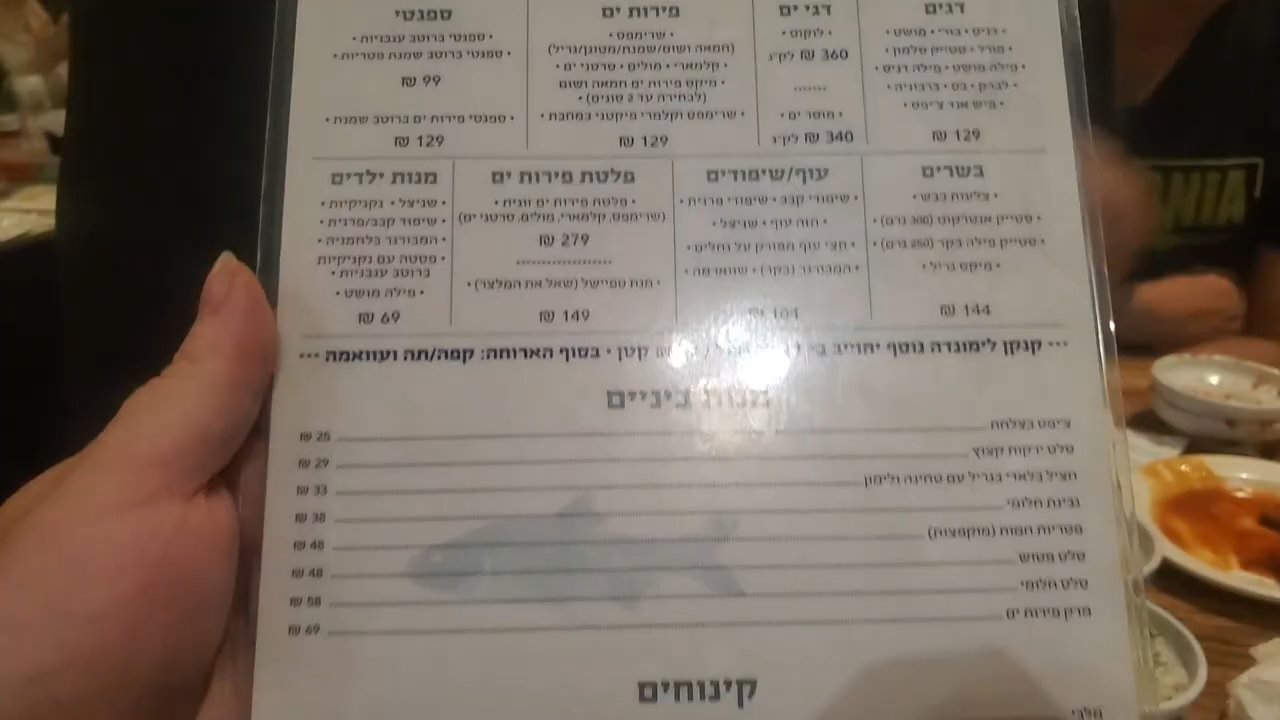 דגים
• דניס • בורי • מושט •
• פורל • סטייק סלמון •
• פילה מושט • פילה דניס •
• לברק • בס • ברבוניה •
• פיש אנד צ'יפס •
129 ₪
דגי ים
• לוקוס •
360 ₪ לק״ג
• מוסר ים •
340 ₪ לק״ג
פירות ים
• שרימפס •
(חמאה ושום/שמנת/מטוגן/גריל)
• קלמארי • מולים • סרטני ים •
• מיקס פירות ים חמאה ושום
(לבחירה עד 3 סוגים) •
• שרימפס וקלמרי פיקנטי במחבת •
129 ₪
ספגטי
• ספגטי ברוטב עגבניות •
• ספגטי ברוטב שמנת פטריות •
99 ₪
• ספגטי פירות ים ברוטב שמנת •
129 ₪
בשרים
• צלעות כבש •
• סטייק אנטריקוט (300 גרם) •
• סטייק פילה בקר (250 גרם) •
• מיקס גריל •
144 ₪
עוף/שיפודים
• שיפודי קבב • שיפודי פרגית •
• חזה עוף • שניצל •
• חצי עוף מפורק על גחלים •
• המבורגר (בקר) • שווארמה •
104 ₪
פלטת פירות ים
• פלטת פירות ים זוגית •
(שרימפס, קלמארי, מולים, סרטני ים)
279 ₪
• מנת ספיישל (שאל את המלצר) •
149 ₪
מנות ילדים
• שניצל • נקניקיות •
• שיפוד קבב/פרגית •
• המבורגר בלחמניה •
• פסטה עם נקניקיות
ברוטב עגבניות •
• פילה מושט •
69 ₪
••• קנקן לימונדה נוסף יחוייב ב- קטן • בסוף הארוחה: קפה/תה ועוואמה •••
מנות ביניים
צ'יפס בצלחת 25 ₪
סלט ירקות קצוץ 29 ₪
חציל בלאדי בגריל עם טחינה ולימון 33 ₪
גבינת חלומי 38 ₪
פטריות חמות (מוקפצות) 48 ₪
סלט פטוש 48 ₪
סלט חלומי 58 ₪
מרק פירות ים 69 ₪
קינוחים
מלבי